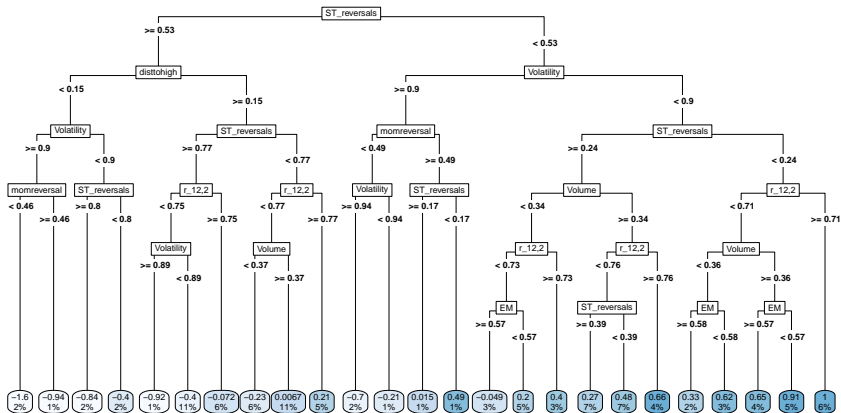 ST_reversals
>= 0.53 < 0.53
disttohigh Volatility
< 0.15 >= 0.15 >= 0.9 < 0.9
Volatility ST_reversals momreversal ST_reversals
>= 0.9 < 0.9 >= 0.77 < 0.77 < 0.49 >= 0.49 >= 0.24 < 0.24
momreversal ST_reversals r_12,2 r_12,2 Volatility ST_reversals Volume r_12,2
< 0.46 >= 0.46 >= 0.8 < 0.8 < 0.75 >= 0.75 < 0.77 >= 0.77 >= 0.94 < 0.94 >= 0.17 < 0.17 < 0.34 >= 0.34 < 0.71 >= 0.71
Volatility Volume r_12,2 r_12,2 Volume
>= 0.89 < 0.89 < 0.37 >= 0.37 < 0.73 >= 0.73 < 0.76 >= 0.76 < 0.36 >= 0.36
EM ST_reversals EM EM
>= 0.57 < 0.57 >= 0.39 < 0.39 >= 0.58 < 0.58 >= 0.57 < 0.57
−1.6 −0.94 −0.84 −0.4 −0.92 −0.4 −0.072 −0.23 0.0067 0.21 −0.7 −0.21 0.015 0.49 −0.049 0.2 0.4 0.27 0.48 0.66 0.33 0.62 0.65 0.91 1
2% 1% 2% 2% 1% 11% 6% 6% 11% 5% 2% 1% 1% 1% 3% 5% 3% 7% 7% 4% 2% 3% 4% 5% 6%